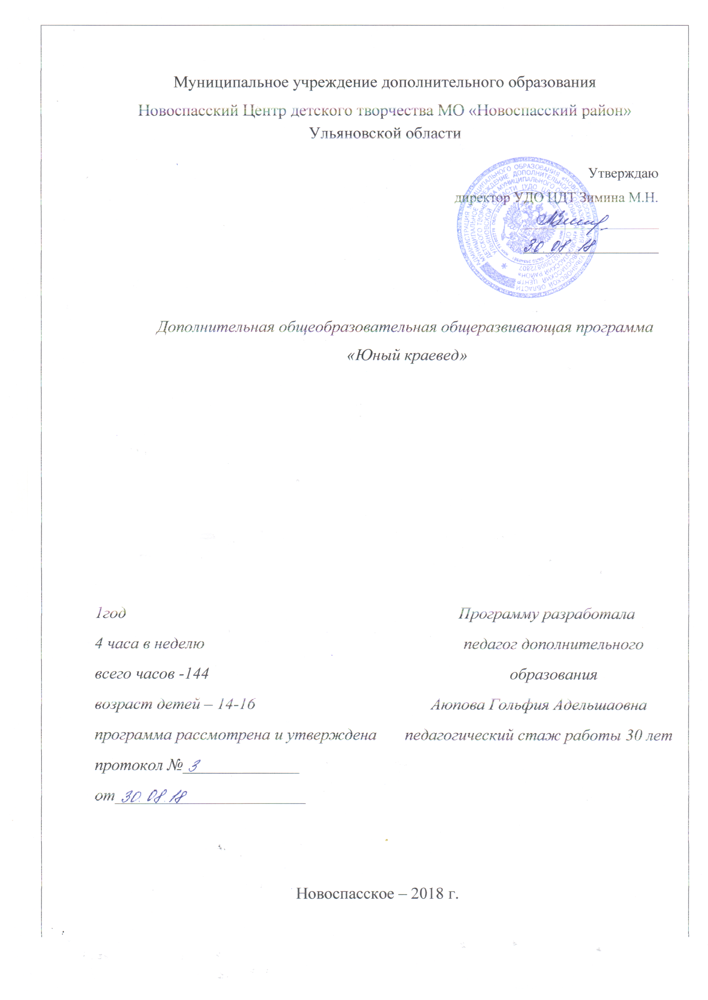 Муниципальное учреждение дополнительного образования
Новоспасский Центр детского творчества МО «Новоспасский район»
Ульяновской области
Утверждаю
директор УДО ЦДТ Зимина М.Н.
30. 08 18
Дополнительная общеобразовательная общеразвивающая программа
«Юный краевед»
1год
4 часа в неделю
всего часов -144
возраст детей – 14-16
программа рассмотрена и утверждена
протокол № 3
от 30. 08. 18
Программу разработала
педагог дополнительного
образования
Аюпова Гольфия Адельшаовна
педагогический стаж работы 30 лет
Новоспасское – 2018 г.